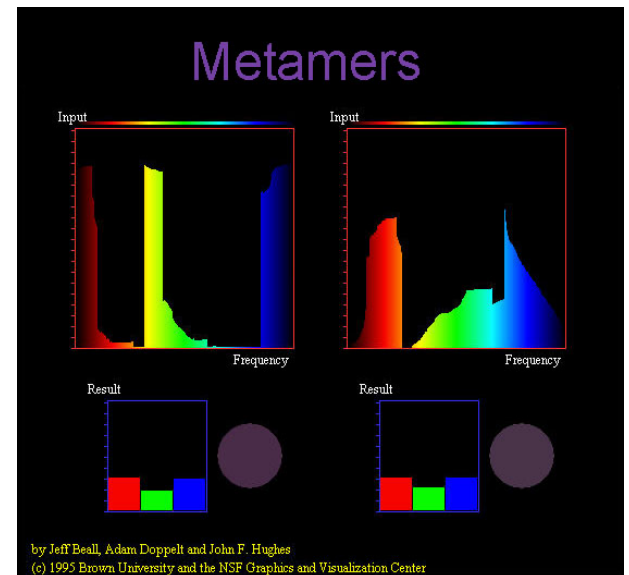 Metamers
Input
Input
Frequency
Frequency
Result
Result
by Jeff Beall, Adam Doppelt and John F. Hughes
(c) 1995 Brown University and the NSF Graphics and Visualization Center